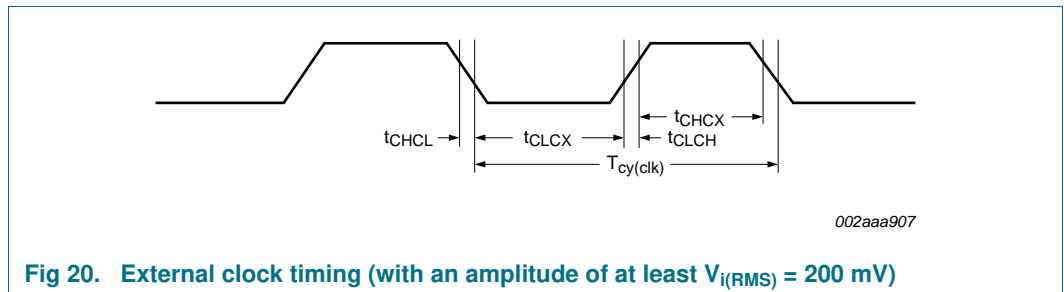 tCHCX
tCHCL tCLCX tCLCH
Tcy(clk)
002aaa907
Fig 20. External clock timing (with an amplitude of at least Vi(RMS) = 200 mV)